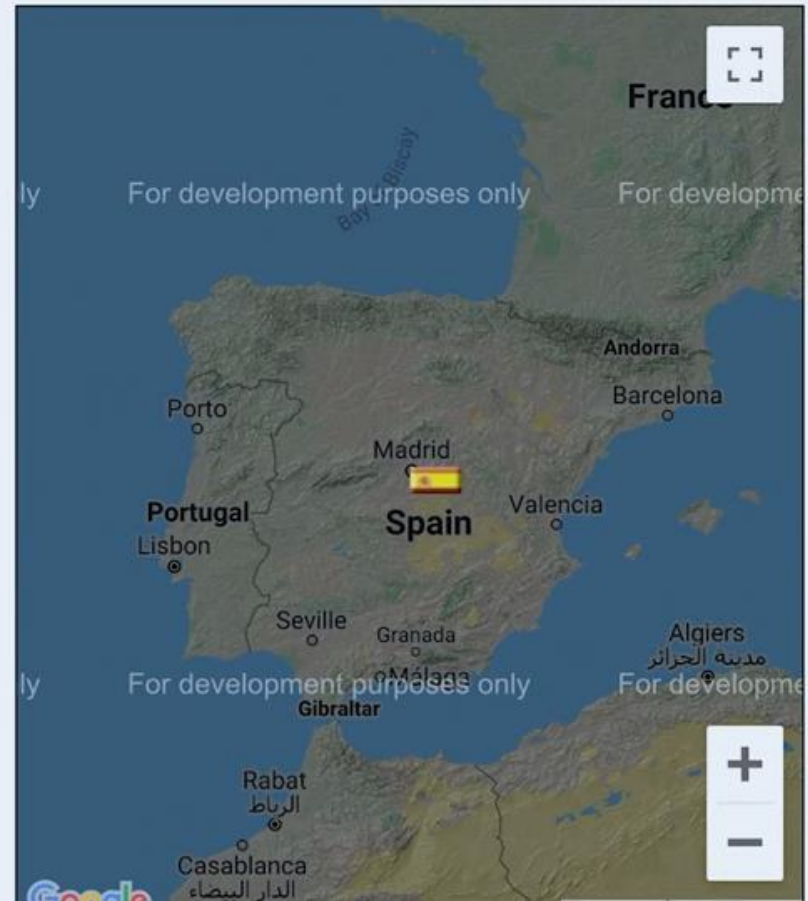 France
Bay of Biscay
ly For development purposes only For developme
Andorra
Barcelona
Porto
Madrid
Portugal
Spain
Valencia
Lisbon
Seville
Granada
Algiers
مدينة الجزائر
Málaga
ly For development purposes only For developme
Gibraltar
Rabat
الرباط
Casablanca
الدار البيضاء
Google